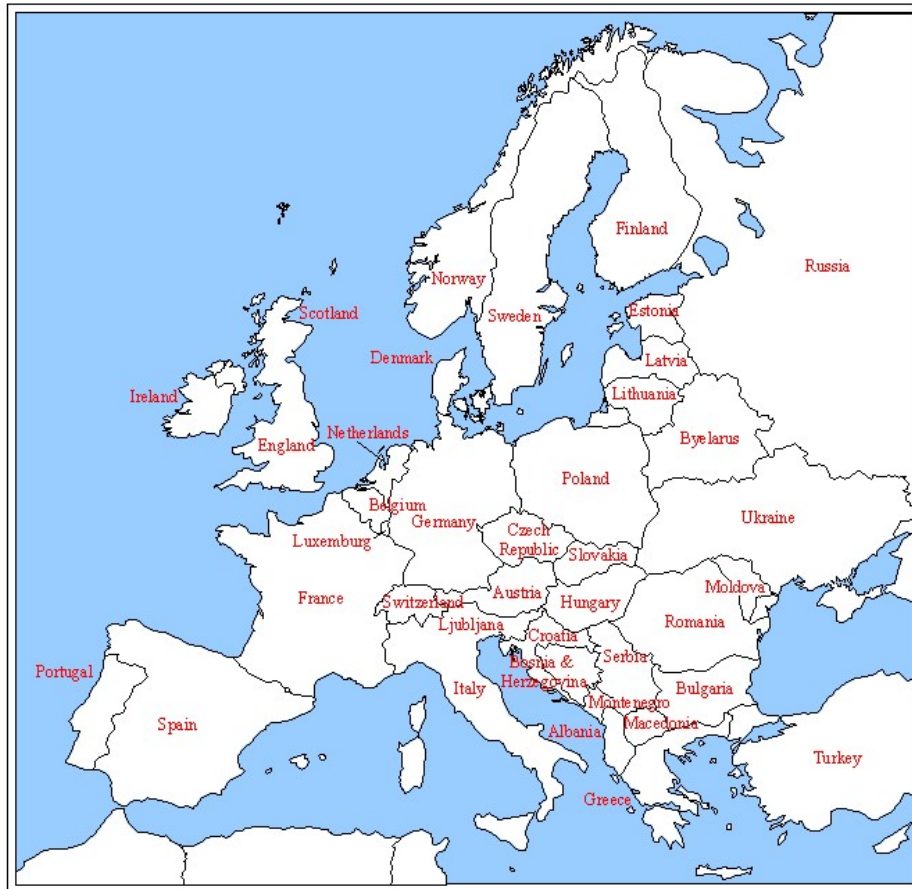 Finland
Russia
Norway
Scotland
Sweden
Estonia
Denmark
Latvia
Ireland
Lithuania
Netherlands
England
Byelarus
Poland
Belgium
Germany
Ukraine
Czech
Republic
Luxemburg
Slovakia
Moldova
Austria
France
Switzerland
Hungary
Romania
Ljubljana
Croatia
Serbia
Bosnia &
Herzegovina
Portugal
Italy
Bulgaria
Montenegro
Spain
Macedonia
Albania
Turkey
Greece